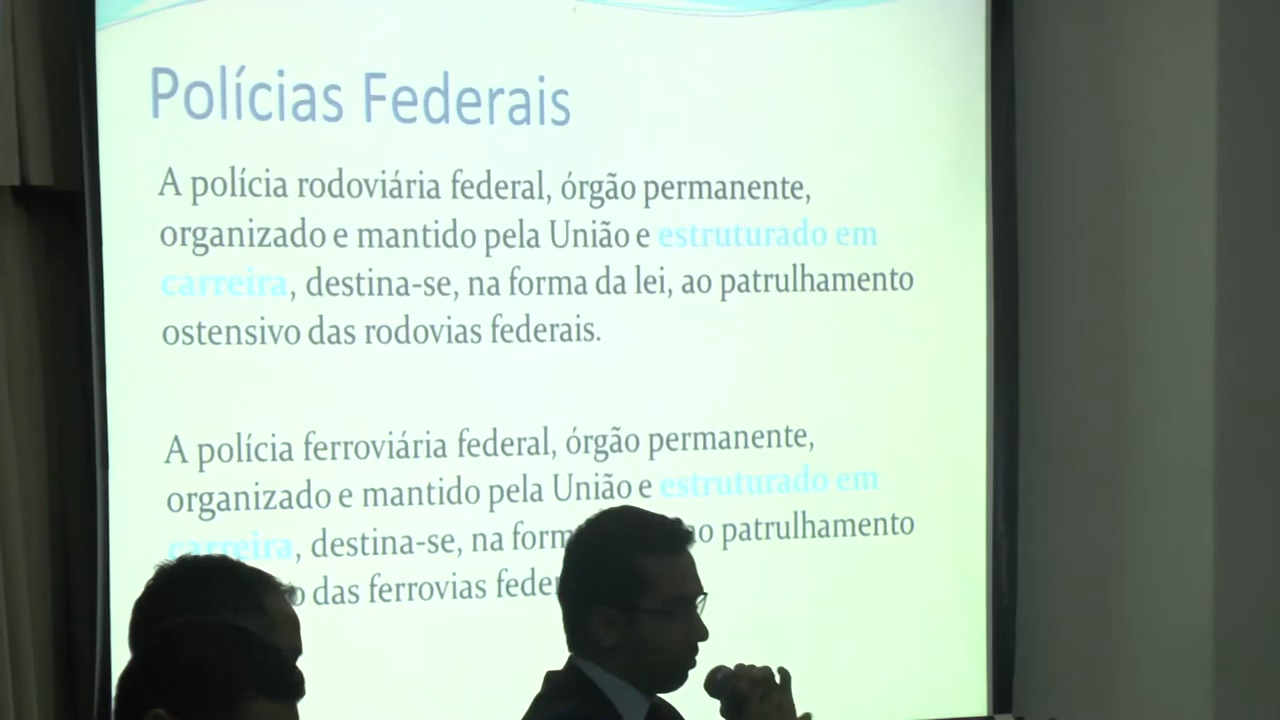 Polícias Federais
A polícia rodoviária federal, órgão permanente,
organizado e mantido pela União e estruturado em
carreira, destina-se, na forma da lei, ao patrulhamento
ostensivo das rodovias federais.
A polícia ferroviária federal, órgão permanente,
organizado e mantido pela União e estruturado em
carreira, destina-se, na ao patrulhamento
das ferrovias